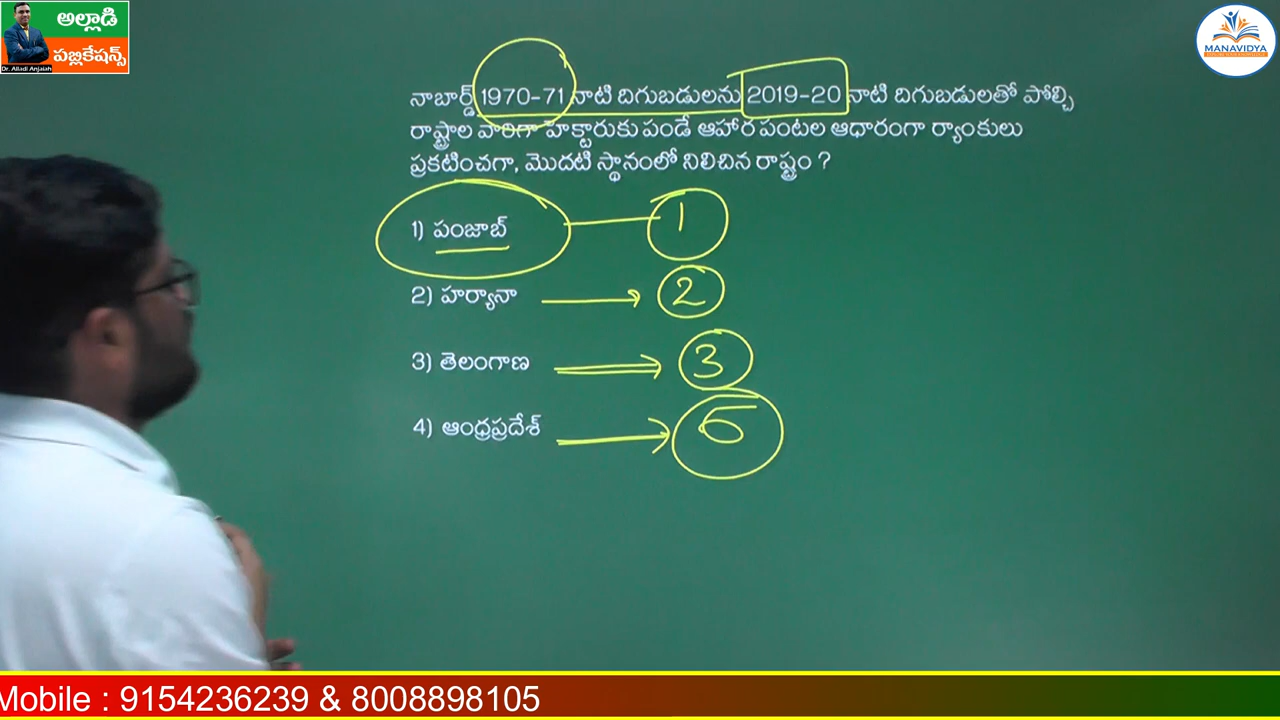 అల్లాడి
పబ్లికేషన్స్
Dr. Alladi Anjaiah
MANAVIDYA
నాబార్డ్ 1970-71 నాటి దిగుబడులను 2019-20 నాటి దిగుబడులతో పోల్చి
రాష్ట్రాల వారిగా హెక్టారుకు పండే ఆహార పంటల ఆధారంగా ర్యాంకులు
ప్రకటించగా, మొదటి స్థానంలో నిలిచిన రాష్ట్రం ?
1) పంజాబ్ 1
2) హర్యానా 2
3) తెలంగాణ 3
4) ఆంధ్రప్రదేశ్
Mobile : 9154236239 & 8008898105